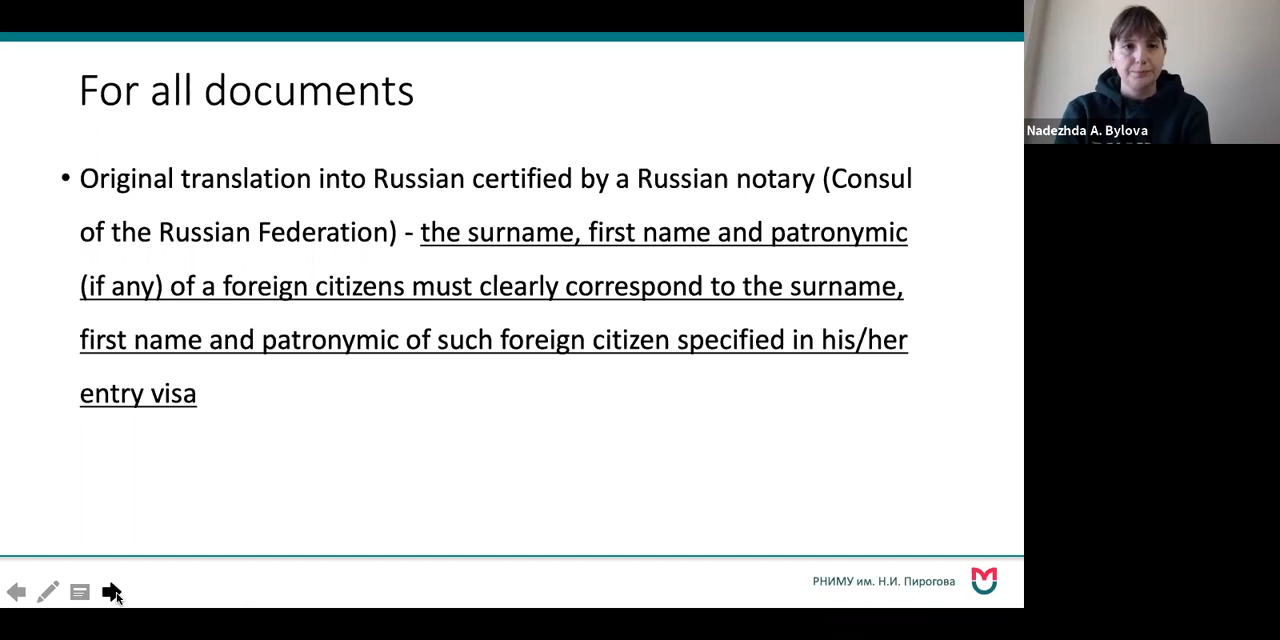 For all documents
• Original translation into Russian certified by a Russian notary (Consul
of the Russian Federation) - the surname, first name and patronymic
(if any) of a foreign citizens must clearly correspond to the surname,
first name and patronymic of such foreign citizen specified in his/her
entry visa
Nadezhda A. Bylova
РНИМУ им. Н.И. Пирогова